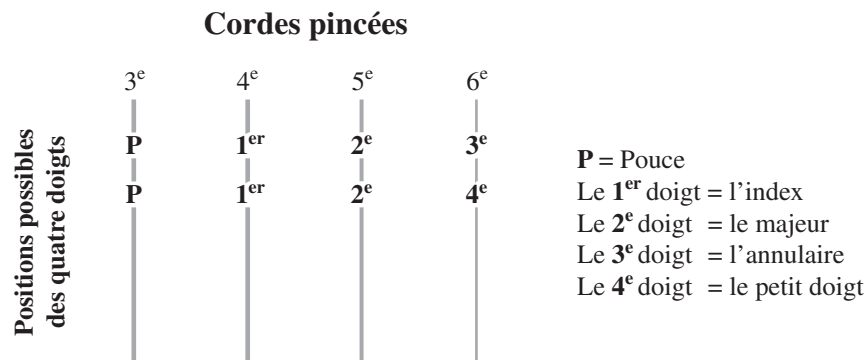 Cordes pincées
3e 4e 5e 6e
Positions possibles
des quatre doigts
P 1er 2e 3e
P 1er 2e 4e
P = Pouce
Le 1er doigt = l’index
Le 2e doigt = le majeur
Le 3e doigt = l’annulaire
Le 4e doigt = le petit doigt